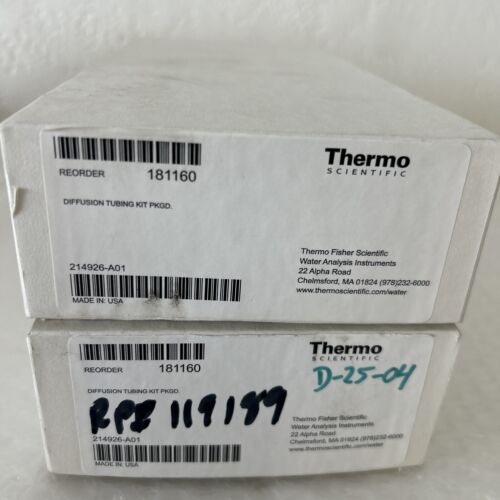 REORDER 181160
Thermo
SCIENTIFIC
DIFFUSION TUBING KIT PKGD.
214926-A01
MADE IN: USA
Thermo Fisher Scientific
Water Analysis Instruments
22 Alpha Road
Chelmsford, MA 01824 (978)232-6000
www.thermoscientific.com/water
REORDER 181160
Thermo
SCIENTIFIC
D-25-04
DIFFUSION TUBING KIT PKGD.
RPE 119199
214926-A01
MADE IN: USA
Thermo Fisher Scientific
Water Analysis Instruments
22 Alpha Road
Chelmsford, MA 01824 (978)232-6000
www.thermoscientific.com/water